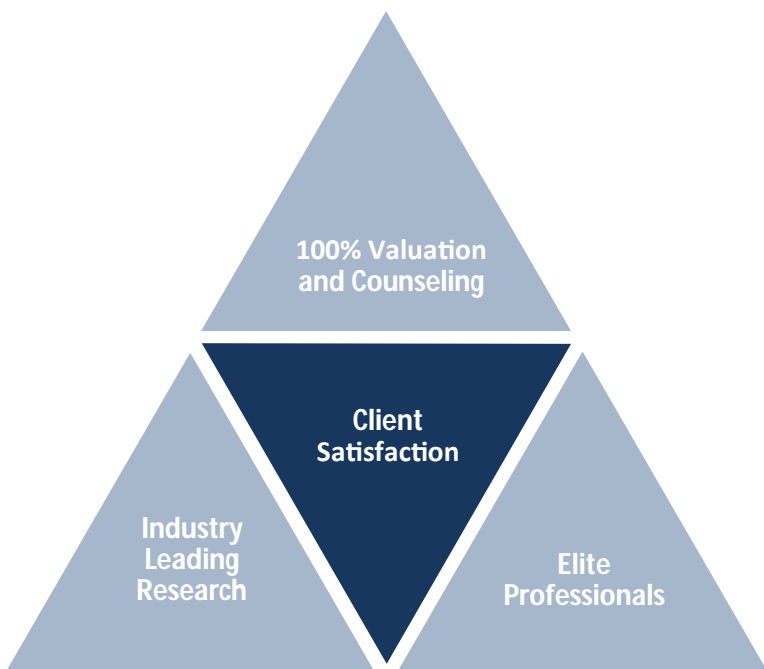 100% Valuation
and Counseling
Client
Satisfaction
Industry
Leading
Research
Elite
Professionals